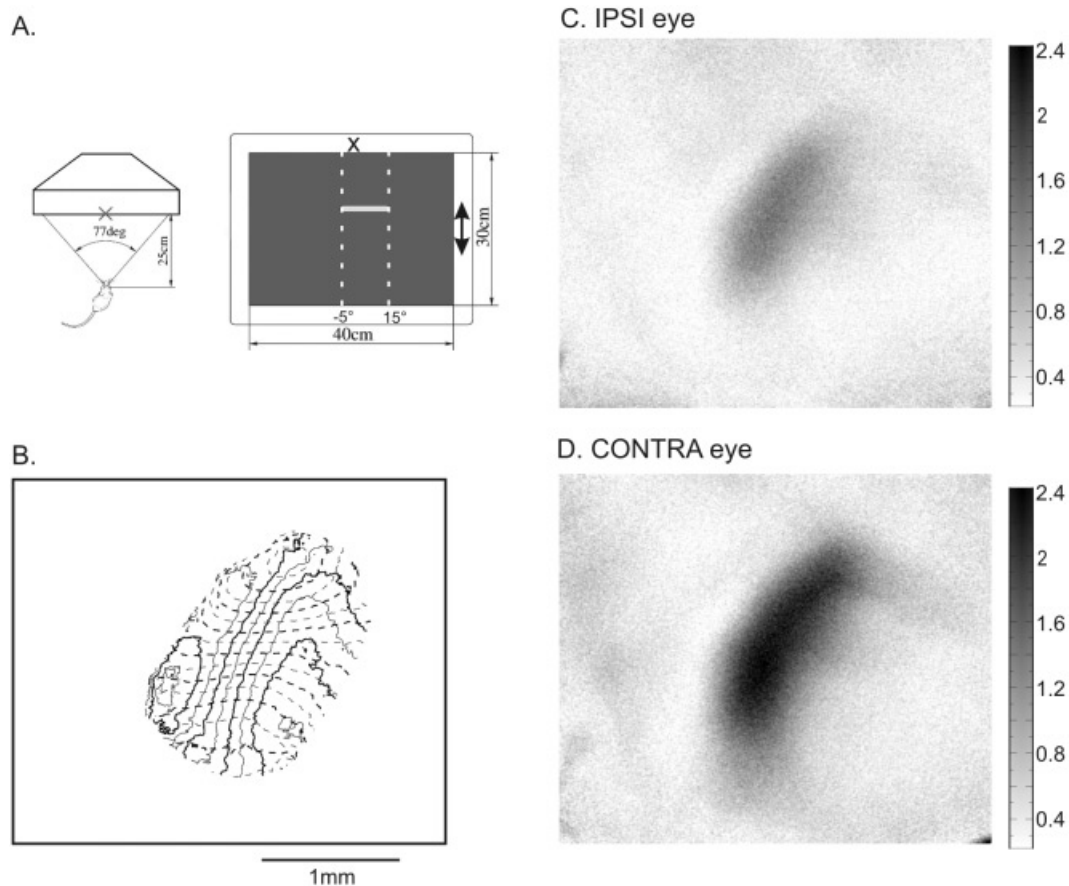 A.
X
77deg
25cm
-5°
15°
40cm
30cm
B.
1mm
C. IPSI eye
2.4
2
1.6
1.2
0.8
0.4
D. CONTRA eye
2.4
2
1.6
1.2
0.8
0.4